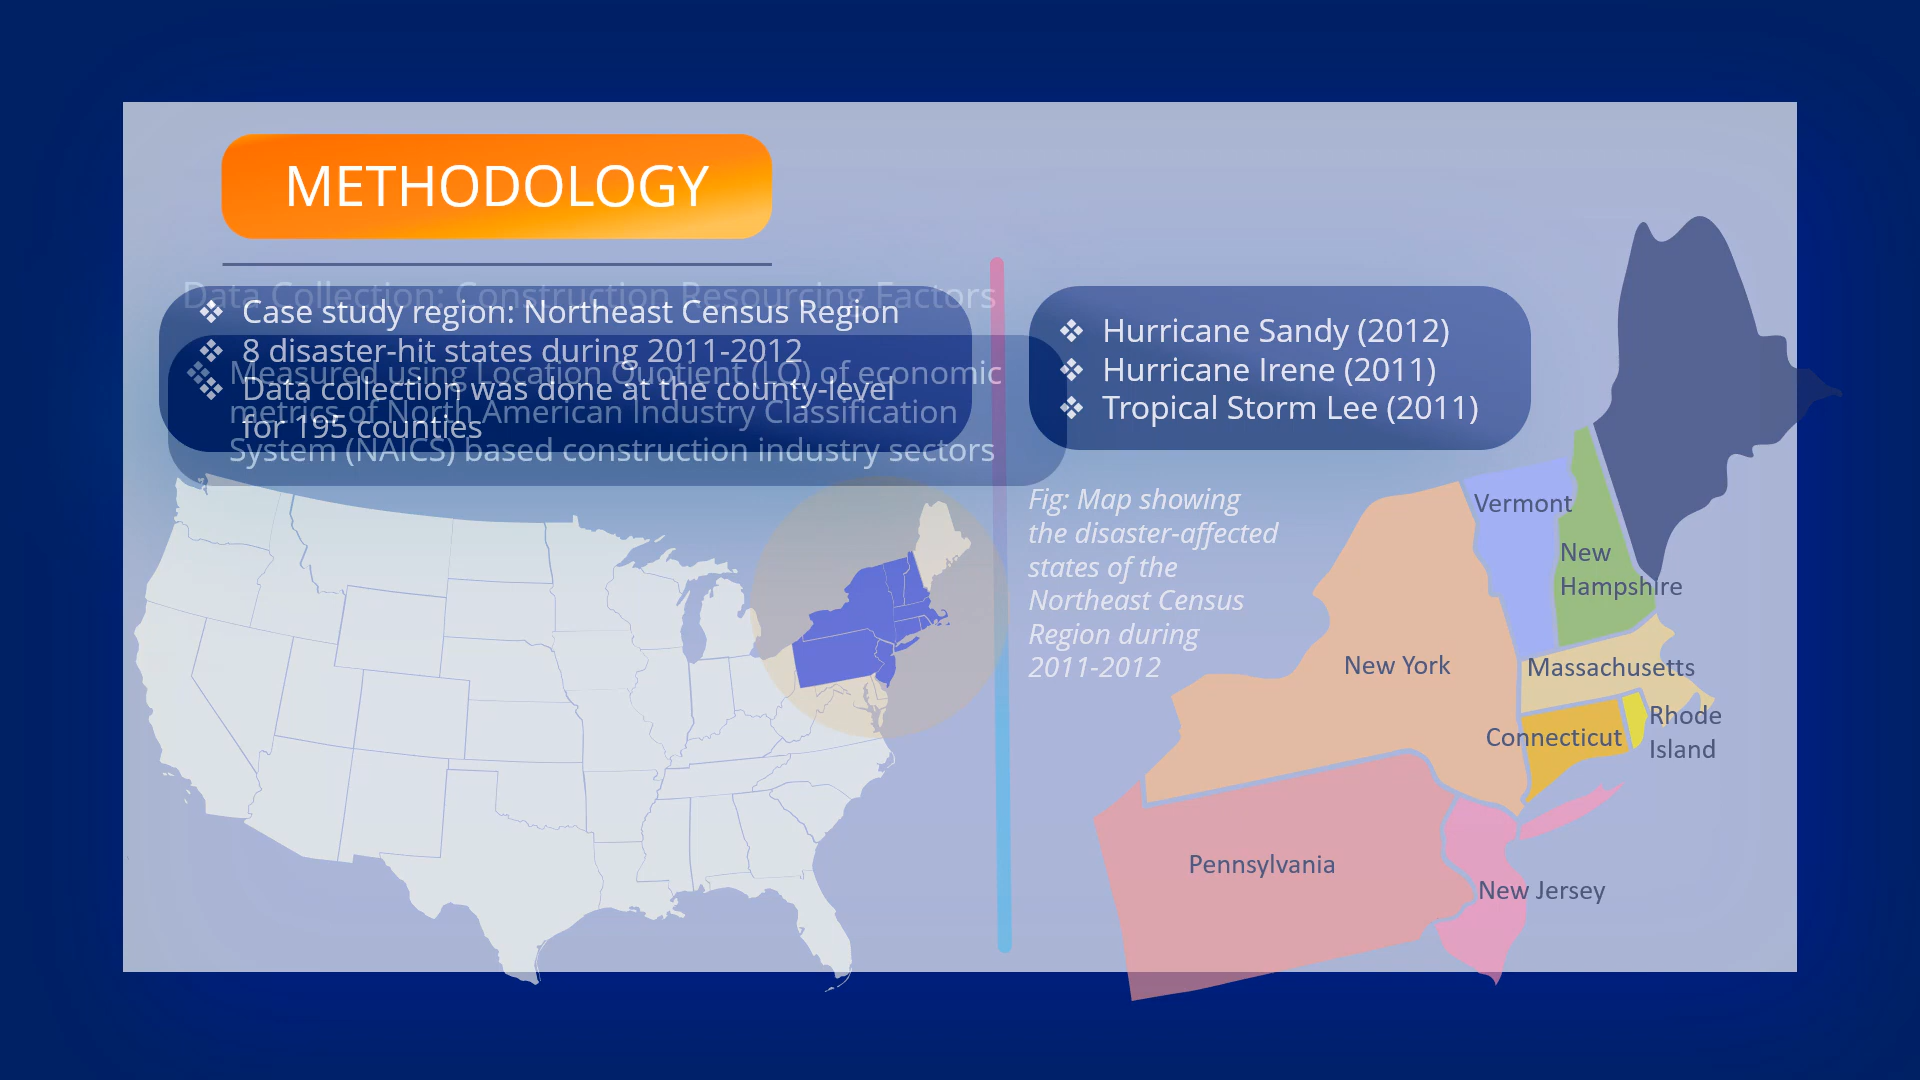 METHODOLOGY
Data Collection: Construction Resourcing Factors
❖ Case study region: Northeast Census Region
❖ 8 disaster-hit states during 2011-2012
❖ Data collection was done at the county-level
for 195 counties
❖ Measured using Location Quotient (LQ) of economic
metrics of North American Industry Classification
System (NAICS) based construction industry sectors
❖ Hurricane Sandy (2012)
❖ Hurricane Irene (2011)
❖ Tropical Storm Lee (2011)
Fig: Map showing
the disaster-affected
states of the
Northeast Census
Region during
2011-2012
Vermont
New
Hampshire
New York
Massachusetts
Rhode
Island
Connecticut
Pennsylvania
New Jersey